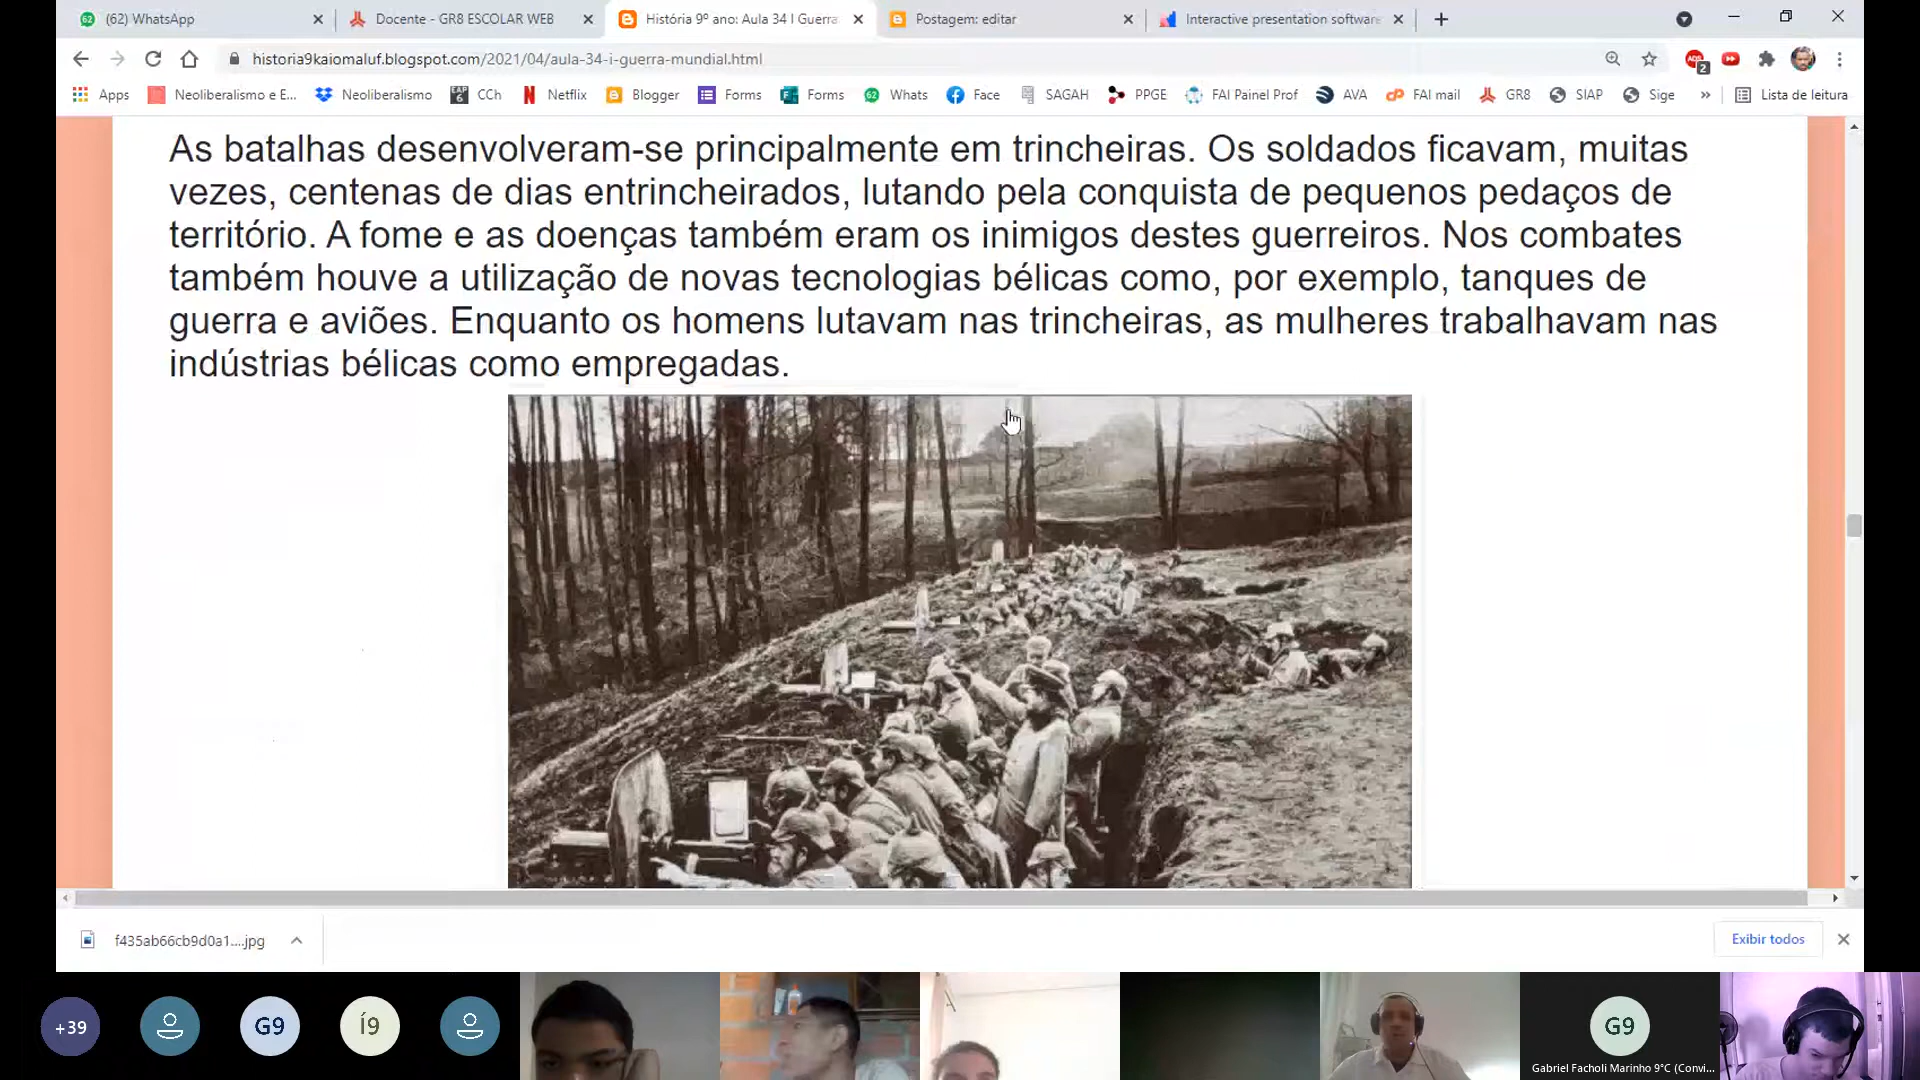 (62) WhatsApp
Docente - GR8 ESCOLAR WEB
História 9º ano: Aula 34 I Guerra
Postagem: editar
Interactive presentation software
historia9kaiomaluf.blogspot.com/2021/04/aula-34-i-guerra-mundial.html
2
Apps
Neoliberalismo e E...
Neoliberalismo
CCh
Netflix
Blogger
Forms
Forms
Whats
Face
SAGAH
PPGE
FAI Painel Prof
AVA
FAI mail
GR8
SIAP
Sige
»
Lista de leitura
As batalhas desenvolveram-se principalmente em trincheiras. Os soldados ficavam, muitas
vezes, centenas de dias entrincheirados, lutando pela conquista de pequenos pedaços de
território. A fome e as doenças também eram os inimigos destes guerreiros. Nos combates
também houve a utilização de novas tecnologias bélicas como, por exemplo, tanques de
guerra e aviões. Enquanto os homens lutavam nas trincheiras, as mulheres trabalhavam nas
indústrias bélicas como empregadas.
f435ab66cb9d0a1....jpg
Exibir todos
+39
G9
Í9
G9
Gabriel Facholi Marinho 9°C (Convi...